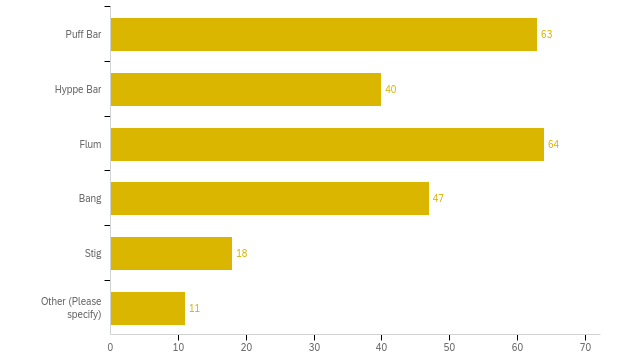 Puff Bar
63
Hyppe Bar
40
Flum
64
Bang
47
Stig
18
Other (Please
specify)
11
0 10 20 30 40 50 60 70